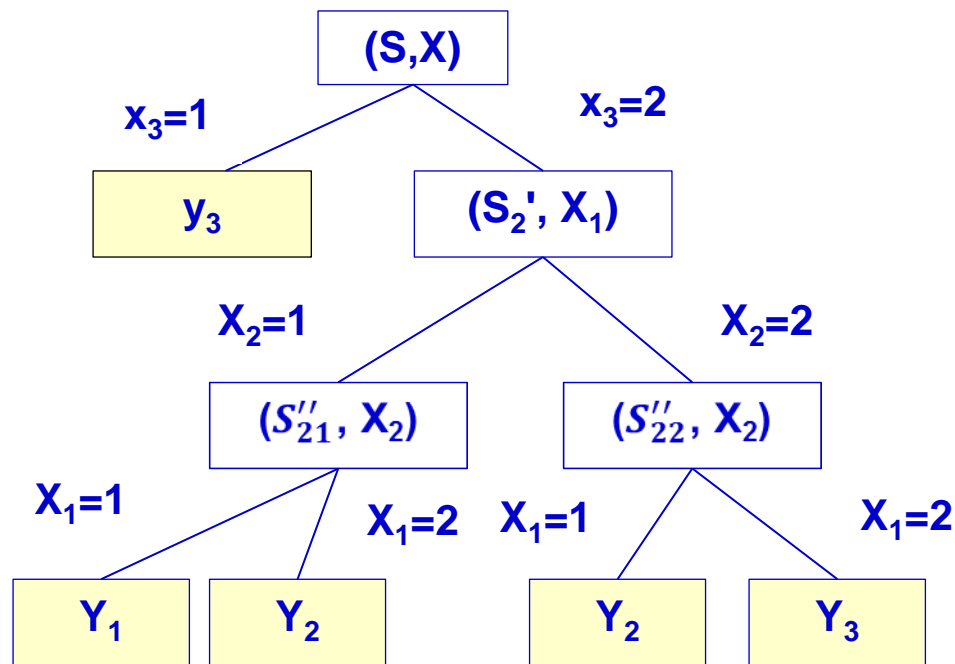 (S,X)
x₃=1
x₃=2
y₃
(S₂', X₁)
X₂=1
X₂=2
(S″₂₁, X₂)
(S″₂₂, X₂)
X₁=1
X₁=2
X₁=1
X₁=2
Y₁
Y₂
Y₂
Y₃